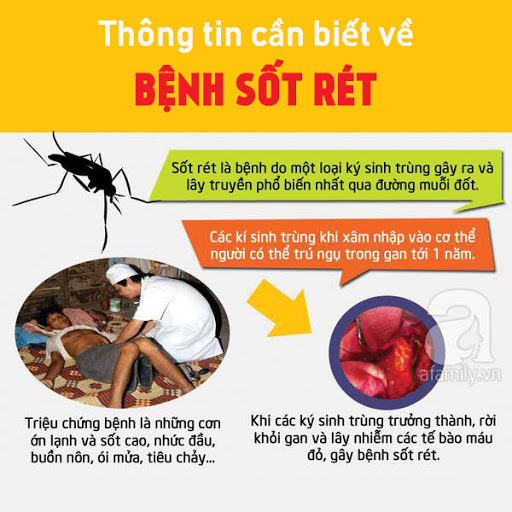 Thông tin cần biết về
BỆNH SỐT RÉT
Sốt rét là bệnh do một loại ký sinh trùng gây ra và
lây truyền phổ biến nhất qua đường muỗi đốt.
Các kí sinh trùng khi xâm nhập vào cơ thể
người có thể trú ngụ trong gan tới 1 năm.
a
afamily.vn
Triệu chứng bệnh là những cơn
ớn lạnh và sốt cao, nhức đầu,
buồn nôn, ói mửa, tiêu chảy...
Khi các ký sinh trùng trưởng thành, rời
khỏi gan và lây nhiễm các tế bào máu
đỏ, gây bệnh sốt rét.